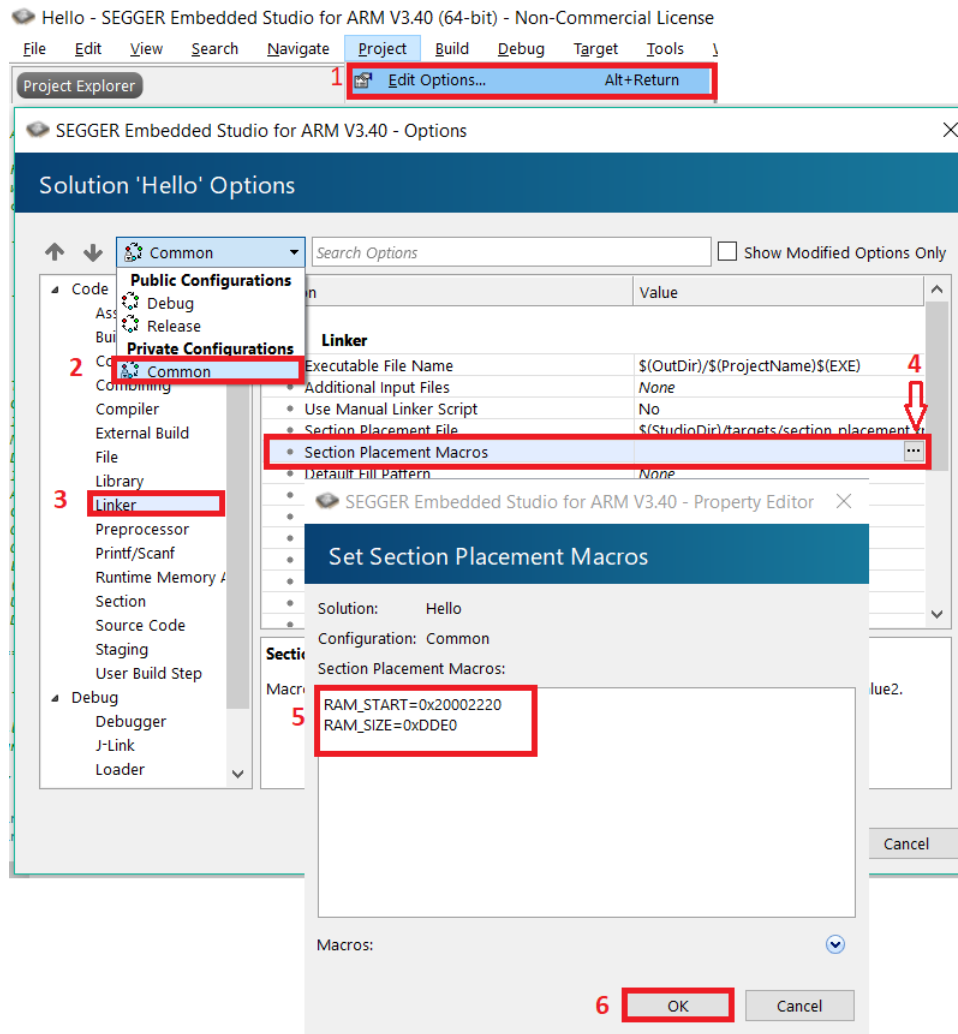 Hello - SEGGER Embedded Studio for ARM V3.40 (64-bit) - Non-Commercial License
File Edit View Search Navigate Project Build Debug Target Tools
Project Explorer
1 Edit Options... Alt+Return
SEGGER Embedded Studio for ARM V3.40 - Options
Solution 'Hello' Options
Common Search Options Show Modified Options Only
Code
Public Configurations
Debug
Release
Private Configurations
2 Common
Value
Linker
Executable File Name $(OutDir)/$(ProjectName)$(EXE)
4
Combining
Additional Input Files None
Compiler
Use Manual Linker Script No
External Build
Section Placement File $(StudioDir)/targets/section_placement
File
Section Placement Macros ...
Library
Default Fill Pattern None
3 Linker
Preprocessor
Printf/Scanf
Runtime Memory
Section
Source Code
Staging
User Build Step
Debug
Debugger
J-Link
Loader
SEGGER Embedded Studio for ARM V3.40 - Property Editor
Set Section Placement Macros
Solution: Hello
Configuration: Common
Section Placement Macros:
5
RAM_START=0x20002220
RAM_SIZE=0xDDE0
Macros:
6 OK Cancel
Cancel